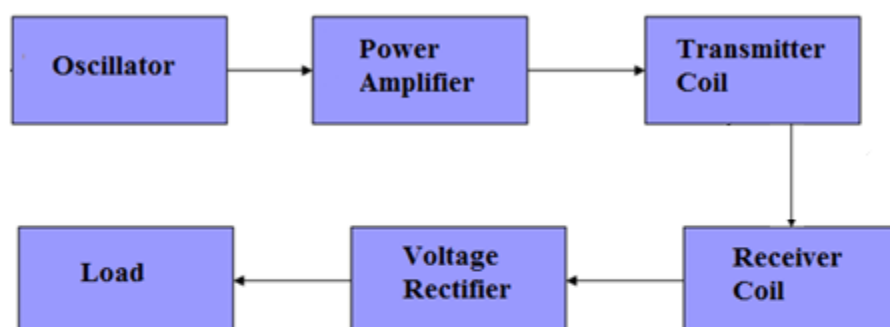 Oscillator
Power
Amplifier
Transmitter
Coil
Load
Voltage
Rectifier
Receiver
Coil